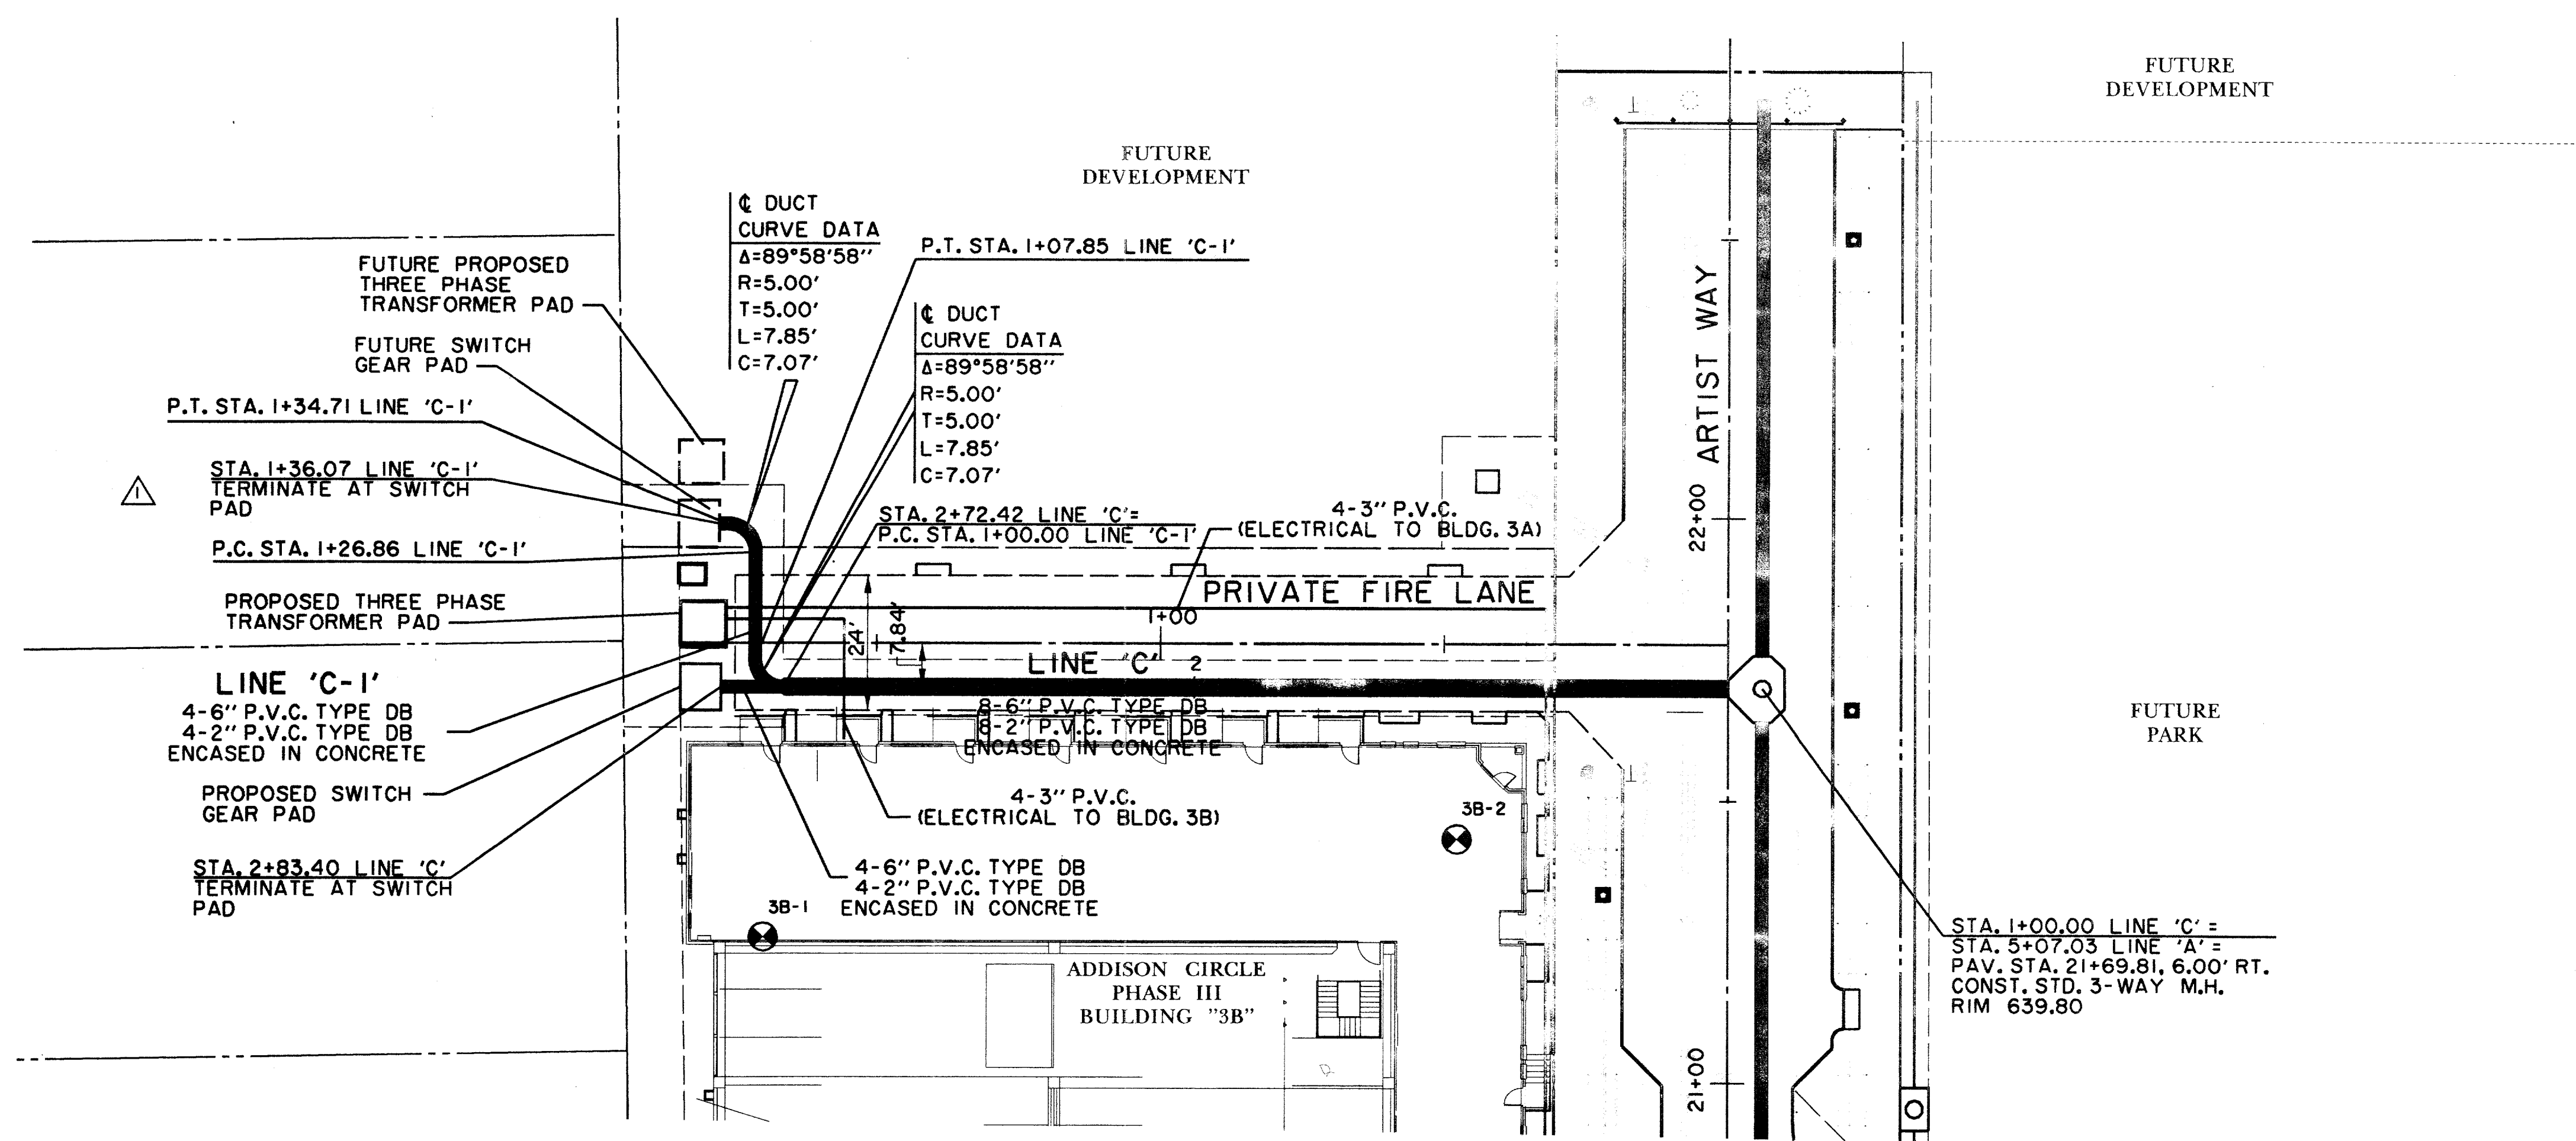 FUTURE
DEVELOPMENT
FUTURE
DEVELOPMENT
℄ DUCT
CURVE DATA
Δ=89°58'58''
R=5.00'
T=5.00'
L=7.85'
C=7.07'
P.T. STA. 1+07.85 LINE 'C-1'
℄ DUCT
CURVE DATA
Δ=89°58'58''
R=5.00'
T=5.00'
L=7.85'
C=7.07'
FUTURE PROPOSED
THREE PHASE
TRANSFORMER PAD
FUTURE SWITCH
GEAR PAD
P.T. STA. 1+34.71 LINE 'C-1'
1
STA. 1+36.07 LINE 'C-1'
TERMINATE AT SWITCH
PAD
P.C. STA. 1+26.86 LINE 'C-1'
STA. 2+72.42 LINE 'C'=
P.C. STA. 1+00.00 LINE 'C-1'
4-3'' P.V.C.
(ELECTRICAL TO BLDG. 3A)
ARTIST WAY
22+00
PROPOSED THREE PHASE
TRANSFORMER PAD
PRIVATE FIRE LANE
1+00
24'
7.84'
LINE 'C'
2
LINE 'C-1'
4-6'' P.V.C. TYPE DB
4-2'' P.V.C. TYPE DB
ENCASED IN CONCRETE
8-6'' P.V.C. TYPE DB
8-2' P.V.C. TYPE DB
ENCASED IN CONCRETE
FUTURE
PARK
PROPOSED SWITCH
GEAR PAD
4-3'' P.V.C.
(ELECTRICAL TO BLDG. 3B)
3B-2
STA. 2+83.40 LINE 'C'
TERMINATE AT SWITCH
PAD
4-6'' P.V.C. TYPE DB
4-2'' P.V.C. TYPE DB
ENCASED IN CONCRETE
3B-1
STA. 1+00.00 LINE 'C' =
STA. 5+07.03 LINE 'A' =
PAV. STA. 21+69.81, 6.00' RT.
CONST. STD. 3-WAY M.H.
RIM 639.80
ADDISON CIRCLE
PHASE III
BUILDING "3B"
21+00